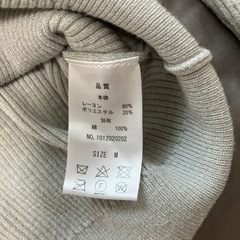 品質
本体
レーヨン 80%
ポリエステル 20%
別布
綿 100%
NO.1012020202
SIZE M